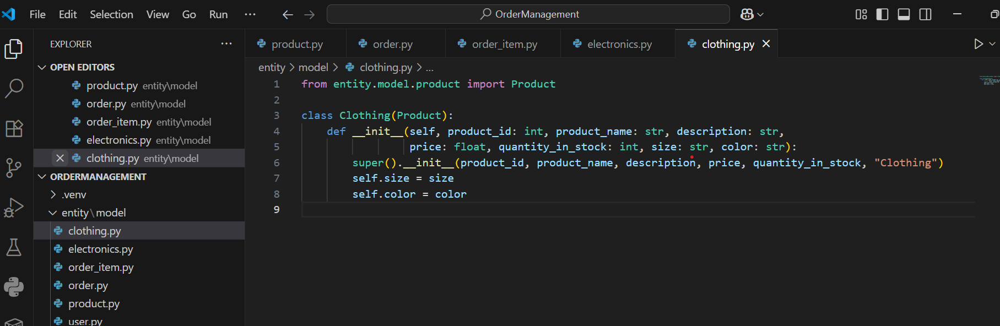 File Edit Selection View Go Run ··· OrderManagement
EXPLORER ···
OPEN EDITORS
product.py entity\model
order.py entity\model
order_item.py entity\model
electronics.py entity\model
clothing.py entity\model
ORDERMANAGEMENT
.venv
entity\model
clothing.py
electronics.py
order_item.py
order.py
product.py
user.py
product.py order.py order_item.py electronics.py clothing.py
entity > model > clothing.py > ...
1 from entity.model.product import Product
2
3 class Clothing(Product):
4     def __init__(self, product_id: int, product_name: str, description: str,
5                  price: float, quantity_in_stock: int, size: str, color: str):
6         super().__init__(product_id, product_name, description, price, quantity_in_stock, "Clothing")
7         self.size = size
8         self.color = color
9